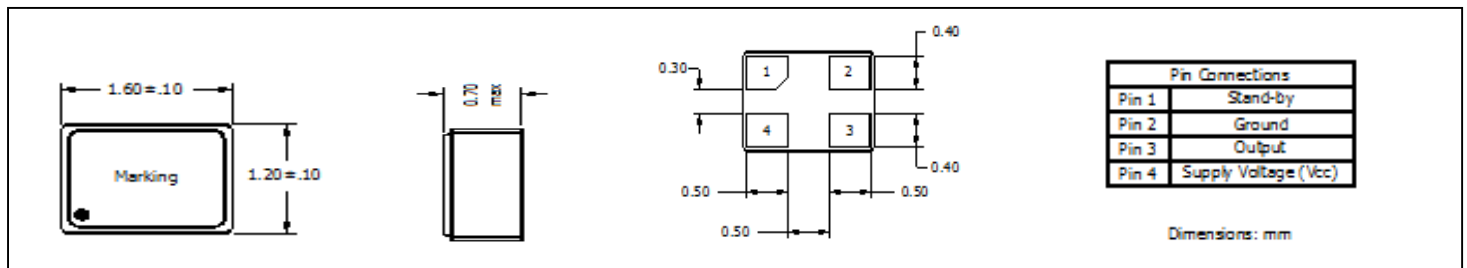 1.60±.10
Marking
1.20±.10
0.70
max
0.40
0.30
1
2
4
3
0.40
0.50
0.50
0.50
Pin Connections
Pin 1 Stand-by
Pin 2 Ground
Pin 3 Output
Pin 4 Supply Voltage (Vcc)
Dimensions: mm